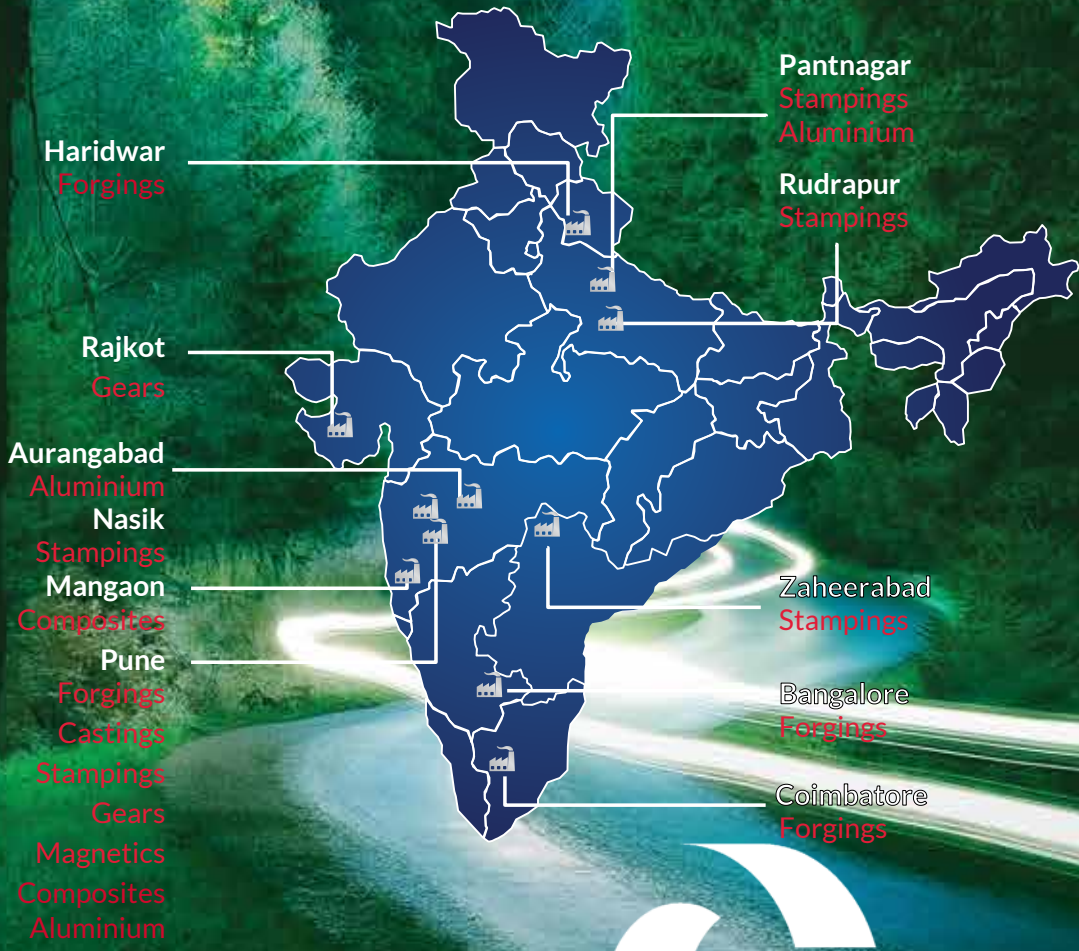 Haridwar
Forgings
Rajkot
Gears
Aurangabad
Aluminium
Nasik
Stampings
Mangaon
Composites
Pune
Forgings
Castings
Stampings
Gears
Magnetics
Composites
Aluminium
Pantnagar
Stampings
Aluminium
Rudrapur
Stampings
Zaheerabad
Stampings
Bangalore
Forgings
Coimbatore
Forgings